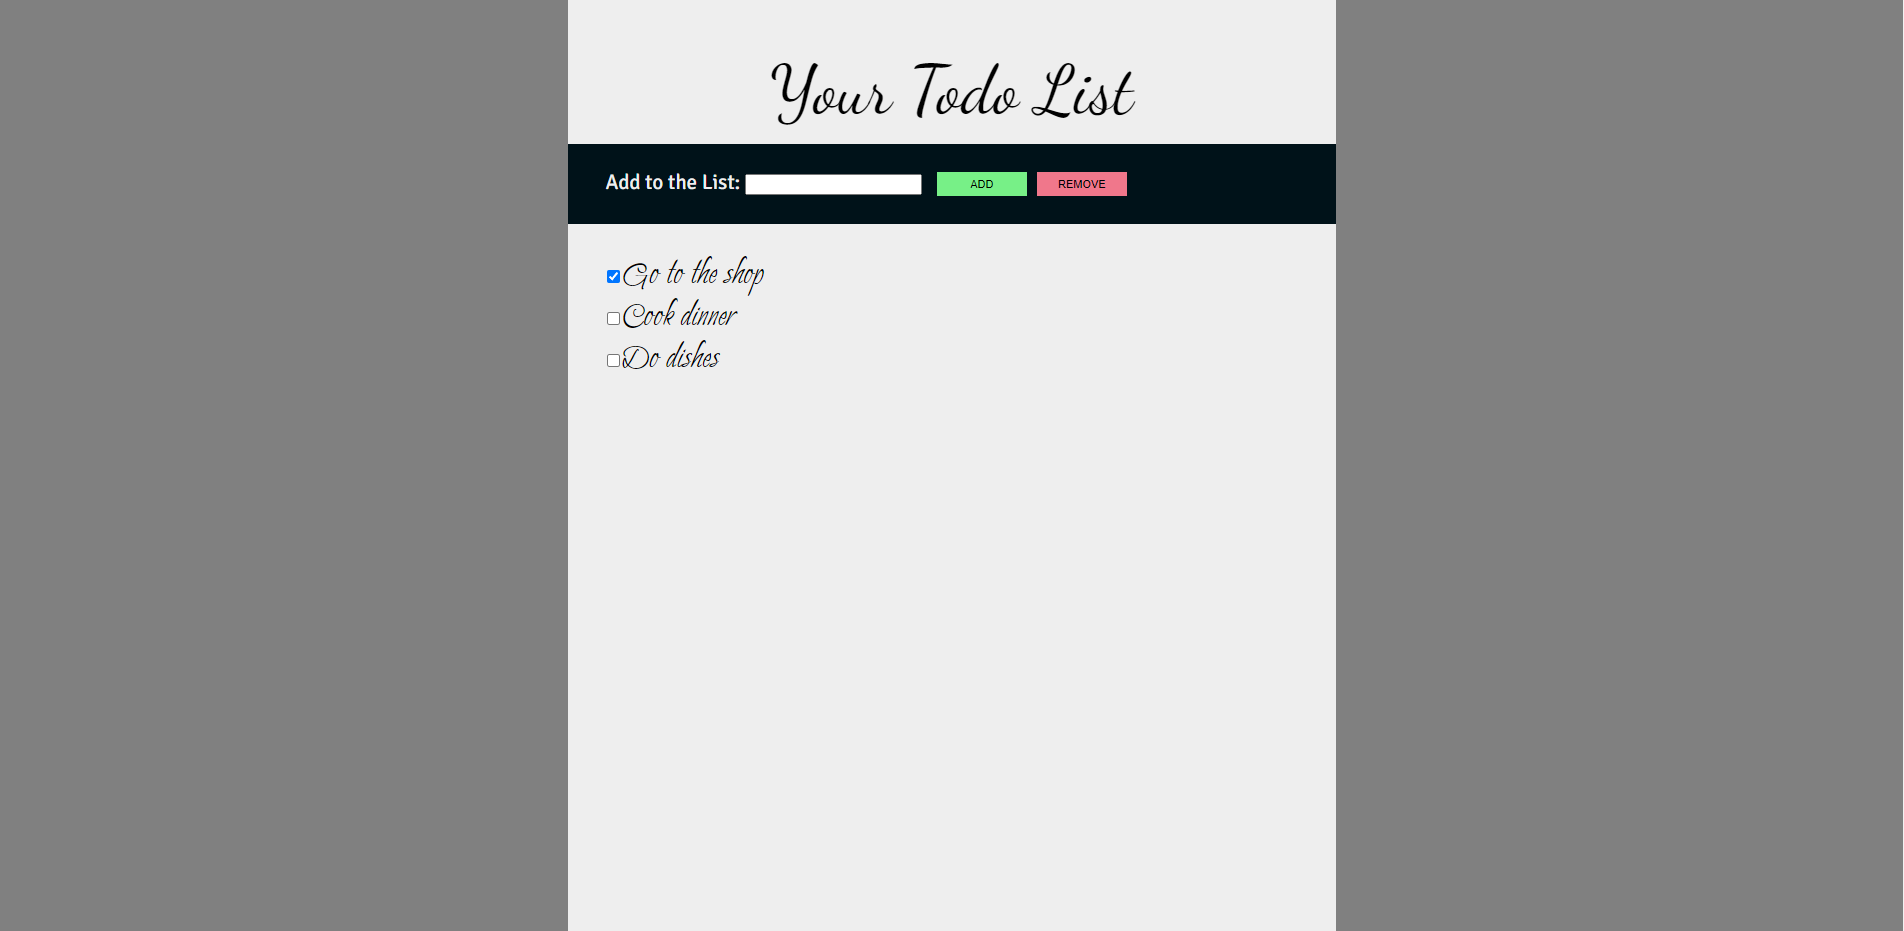 Your Todo List
Add to the List: ADD REMOVE
Go to the shop
Cook dinner
Do dishes